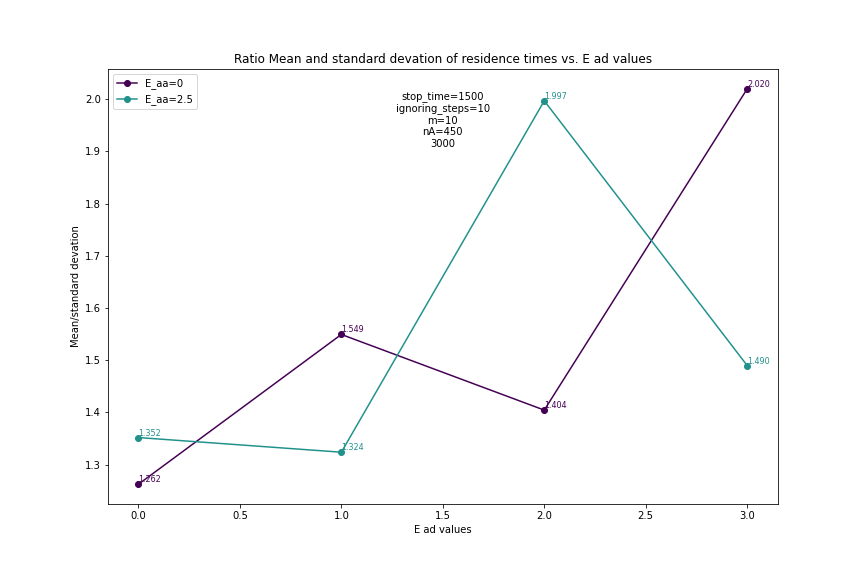 Ratio Mean and standard devation of residence times vs. E ad values
E_aa=0
E_aa=2.5
stop_time=1500
ignoring_steps=10
m=10
nA=450
3000
2.020
1.997
1.549
1.490
1.404
1.352
1.324
1.262
Mean/standard devation
2.0
1.9
1.8
1.7
1.6
1.5
1.4
1.3
0.0 0.5 1.0 1.5 2.0 2.5 3.0
E ad values